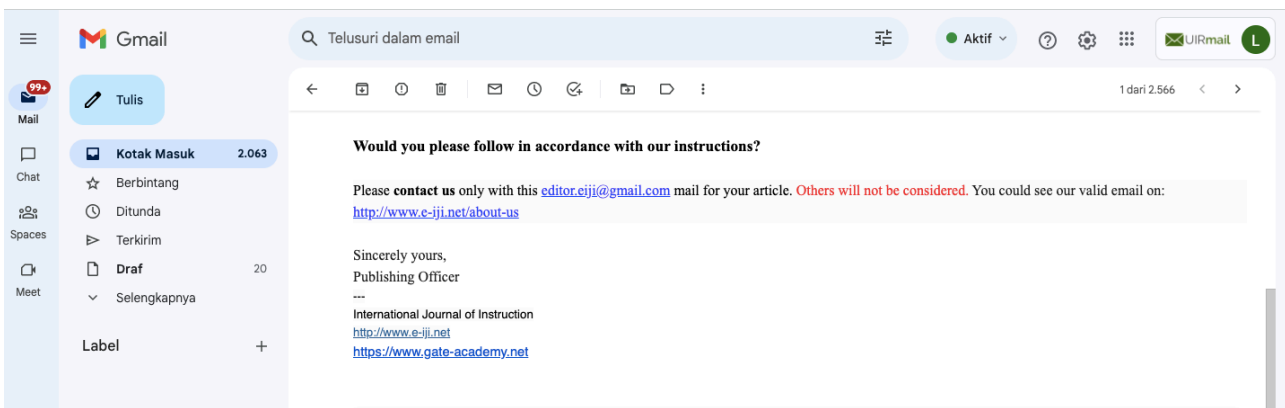 Gmail
Telusuri dalam email
Aktif
UIRmail
L
99+
Mail
Tulis
1 dari 2.566
Kotak Masuk 2.063
Chat
Berbintang
Ditunda
Spaces
Terkirim
Draf 20
Meet
Selengkapnya
Label
Would you please follow in accordance with our instructions?
Please contact us only with this editor.eiji@gmail.com mail for your article. Others will not be considered. You could see our valid email on:
http://www.e-iji.net/about-us
Sincerely yours,
Publishing Officer
---
International Journal of Instruction
http://www.e-iji.net
https://www.gate-academy.net